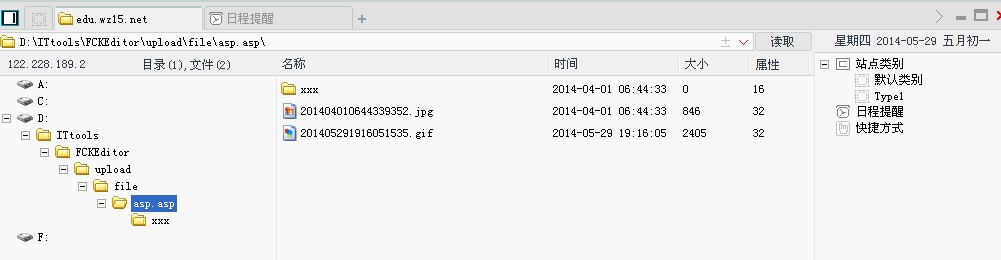 edu.wz15.net 日程提醒
D:\ITtools\FCKEditor\upload\file\asp.asp\ 读取 星期四 2014-05-29 五月初一
122.228.189.2 目录(1),文件(2) 名称 时间 大小 属性
A:
C:
D:
ITtools
FCKEditor
upload
file
asp.asp
xxx
F:
xxx 2014-04-01 06:44:33 0 16
201404010644339352.jpg 2014-04-01 06:44:33 846 32
201405291916051535.gif 2014-05-29 19:16:05 2405 32
站点类别
默认类别
Type1
日程提醒
快捷方式